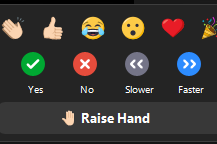 Yes No Slower Faster
Raise Hand